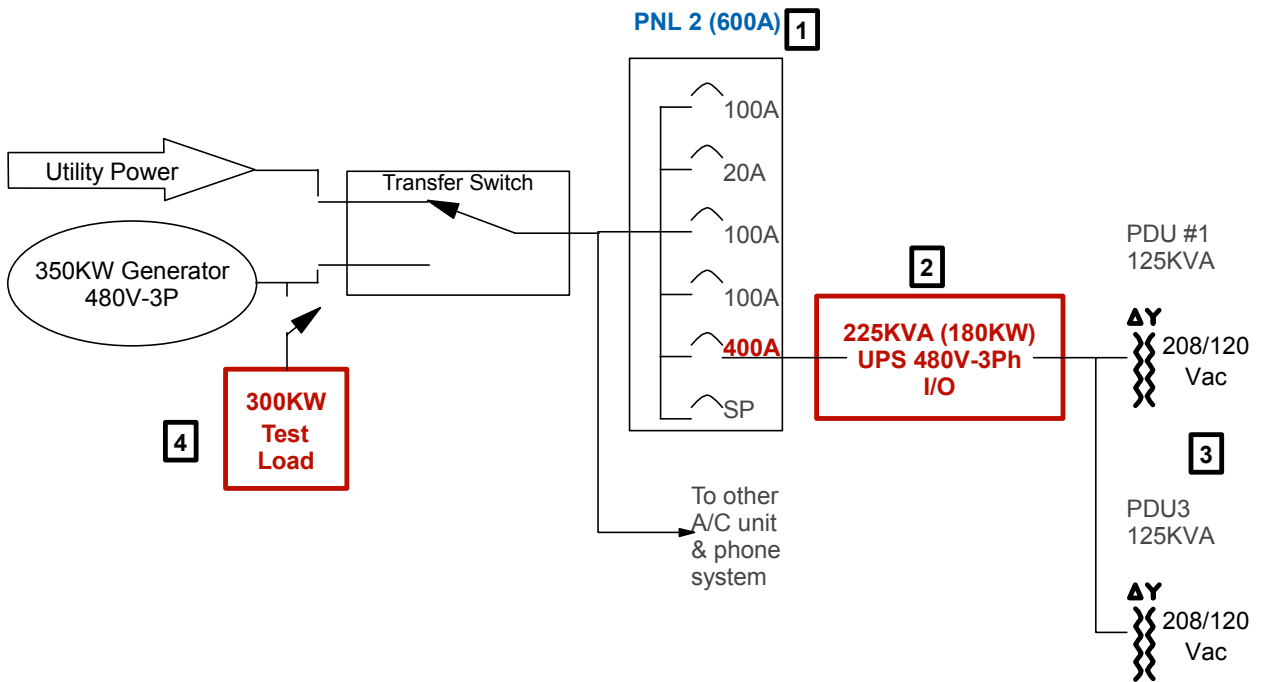 PNL 2 (600A)
1
100A
Utility Power
Transfer Switch
20A
350KW Generator
480V-3P
100A
PDU #1
125KVA
2
100A
ΔY
208/120
Vac
400A
225KVA (180KW)
UPS 480V-3Ph
I/O
SP
300KW
Test
Load
4
3
To other
A/C unit
& phone
system
PDU3
125KVA
ΔY
208/120
Vac